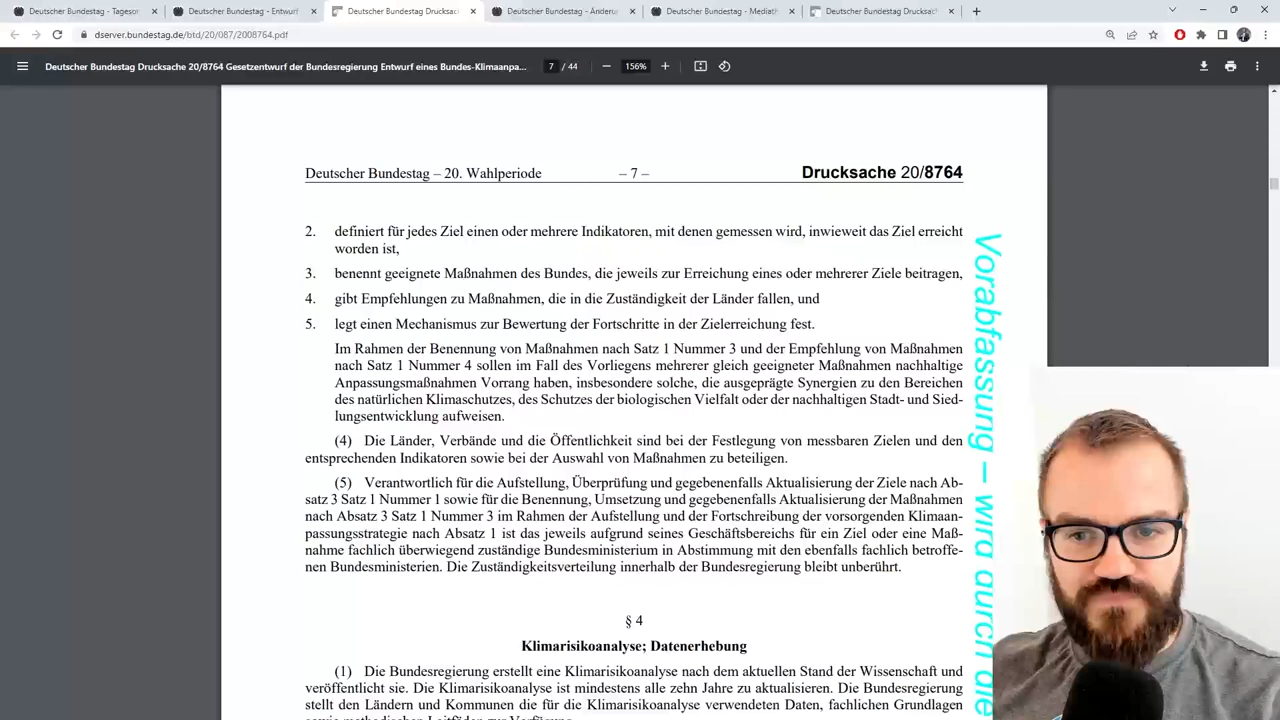 Deutscher Bundestag - Tagesor
Deutscher Bundestag - Entwurf
Deutscher Bundestag Drucksac
Deutscher Bundestag - Änderu
Deutscher Bundestag - Mediath
Deutscher Bundestag Drucksac
dserver.bundestag.de/btd/20/087/2008764.pdf
Deutscher Bundestag Drucksache 20/8764 Gesetzentwurf der Bundesregierung Entwurf eines Bundes-Klimaanpa... 7 / 44 156%
Deutscher Bundestag – 20. Wahlperiode – 7 – Drucksache 20/8764
2. definiert für jedes Ziel einen oder mehrere Indikatoren, mit denen gemessen wird, inwieweit das Ziel erreicht
worden ist,
3. benennt geeignete Maßnahmen des Bundes, die jeweils zur Erreichung eines oder mehrerer Ziele beitragen,
4. gibt Empfehlungen zu Maßnahmen, die in die Zuständigkeit der Länder fallen, und
5. legt einen Mechanismus zur Bewertung der Fortschritte in der Zielerreichung fest.
Im Rahmen der Benennung von Maßnahmen nach Satz 1 Nummer 3 und der Empfehlung von Maßnahmen
nach Satz 1 Nummer 4 sollen im Fall des Vorliegens mehrerer gleich geeigneter Maßnahmen nachhaltige
Anpassungsmaßnahmen Vorrang haben, insbesondere solche, die ausgeprägte Synergien zu den Bereichen
des natürlichen Klimaschutzes, des Schutzes der biologischen Vielfalt oder der nachhaltigen Stadt- und Sied-
lungsentwicklung aufweisen.
(4) Die Länder, Verbände und die Öffentlichkeit sind bei der Festlegung von messbaren Zielen und den
entsprechenden Indikatoren sowie bei der Auswahl von Maßnahmen zu beteiligen.
(5) Verantwortlich für die Aufstellung, Überprüfung und gegebenenfalls Aktualisierung der Ziele nach Ab-
satz 3 Satz 1 Nummer 1 sowie für die Benennung, Umsetzung und gegebenenfalls Aktualisierung der Maßnahmen
nach Absatz 3 Satz 1 Nummer 3 im Rahmen der Aufstellung und der Fortschreibung der vorsorgenden Klimaan-
passungsstrategie nach Absatz 1 ist das jeweils aufgrund seines Geschäftsbereichs für ein Ziel oder eine Maß-
nahme fachlich überwiegend zuständige Bundesministerium in Abstimmung mit den ebenfalls fachlich betroffe-
nen Bundesministerien. Die Zuständigkeitsverteilung innerhalb der Bundesregierung bleibt unberührt.
§ 4
Klimarisikoanalyse; Datenerhebung
(1) Die Bundesregierung erstellt eine Klimarisikoanalyse nach dem aktuellen Stand der Wissenschaft und
veröffentlicht sie. Die Klimarisikoanalyse ist mindestens alle zehn Jahre zu aktualisieren. Die Bundesregierung
stellt den Ländern und Kommunen die für die Klimarisikoanalyse verwendeten Daten, fachlichen Grundlagen
sowie methodischen Leitfäden zur Verfügung.
Vorabfassung – wird durch die